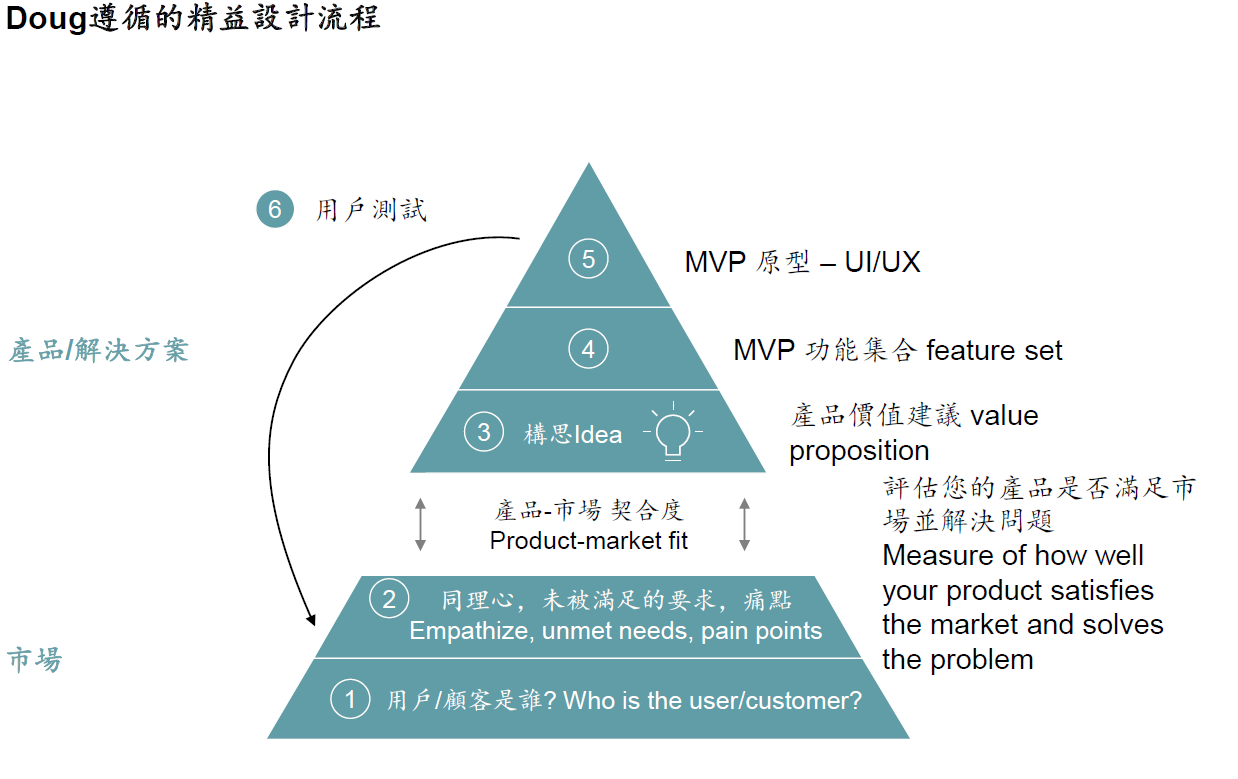 Doug遵循的精益設計流程
6 用戶測試
5
MVP 原型 – UI/UX
產品/解決方案
4
MVP 功能集合 feature set
3 構思Idea
產品價值建議 value
proposition
產品-市場 契合度
Product-market fit
評估您的產品是否滿足市
場並解決問題
Measure of how well
your product satisfies
the market and solves
the problem
2 同理心，未被滿足的要求，痛點
Empathize, unmet needs, pain points
市場
1 用戶/顧客是誰? Who is the user/customer?